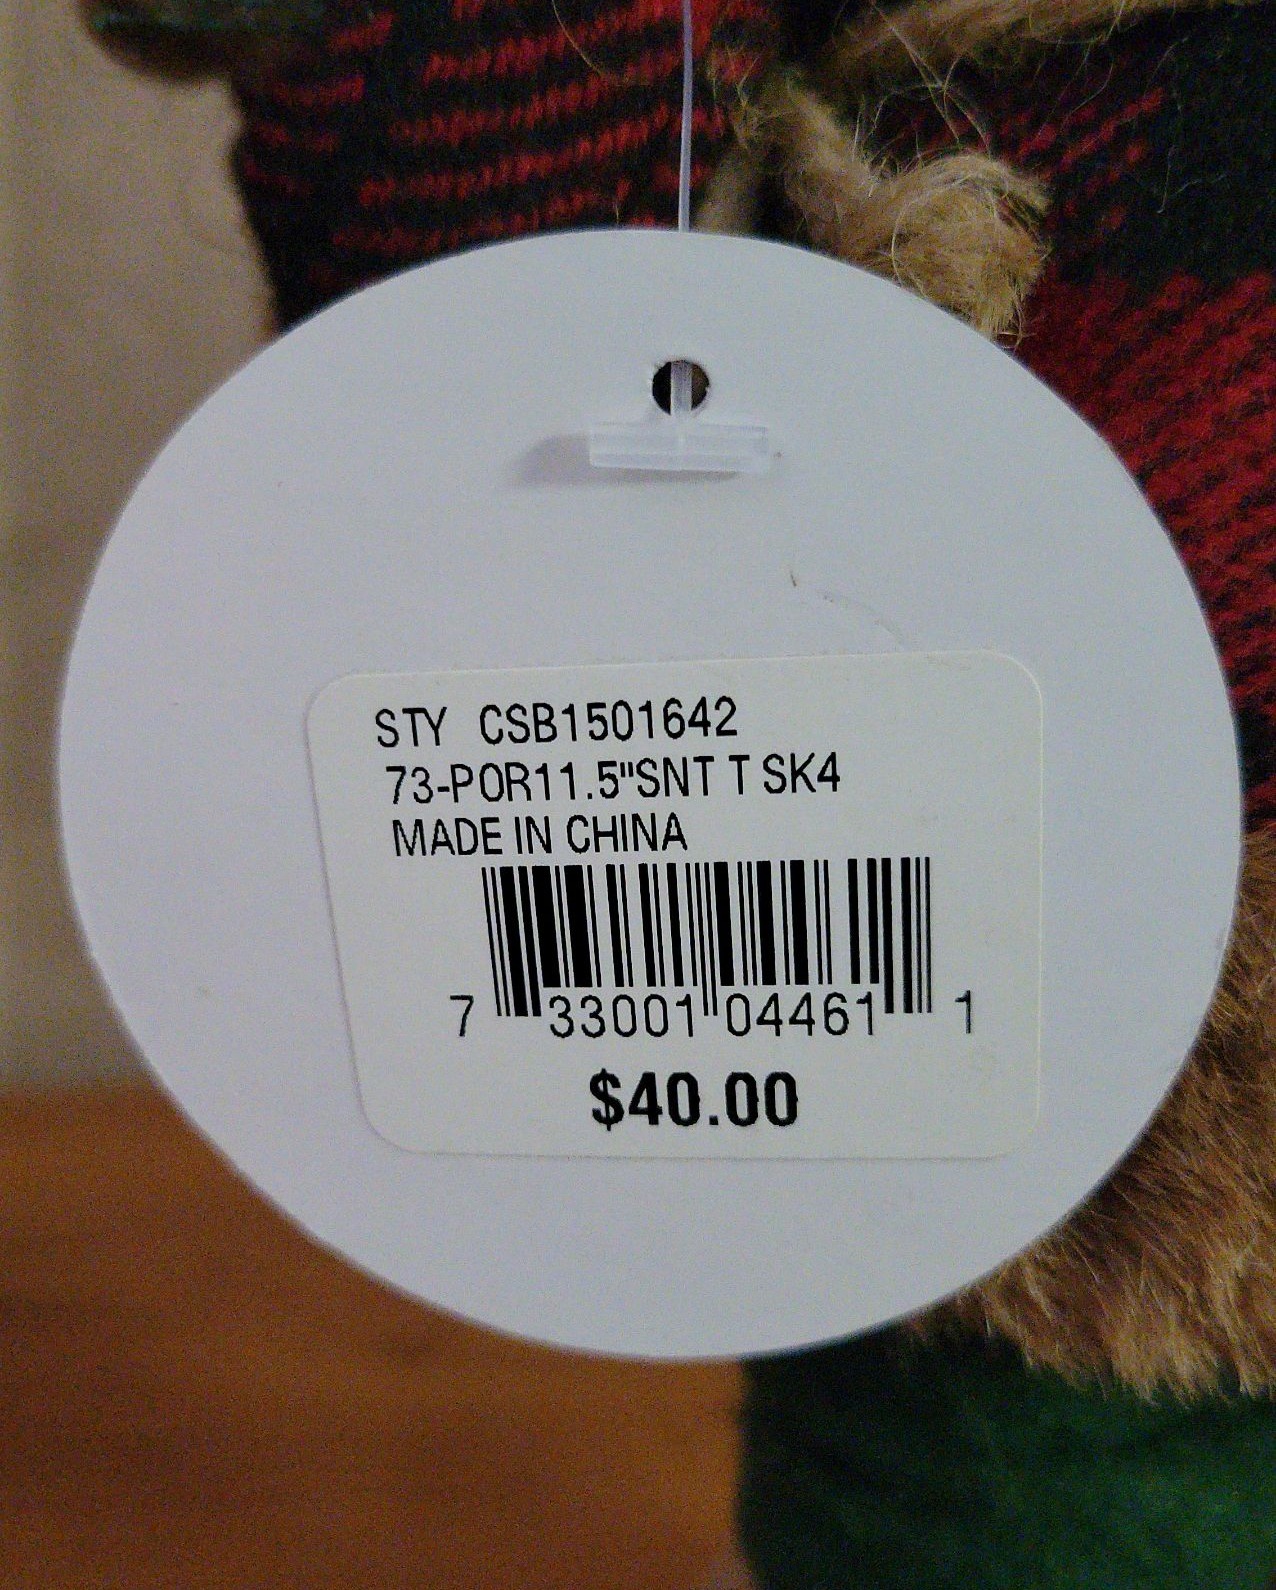 STY CSB1501642
73-POR11.5"SNT T SK4
MADE IN CHINA
7 33001 04461 1
$40.00